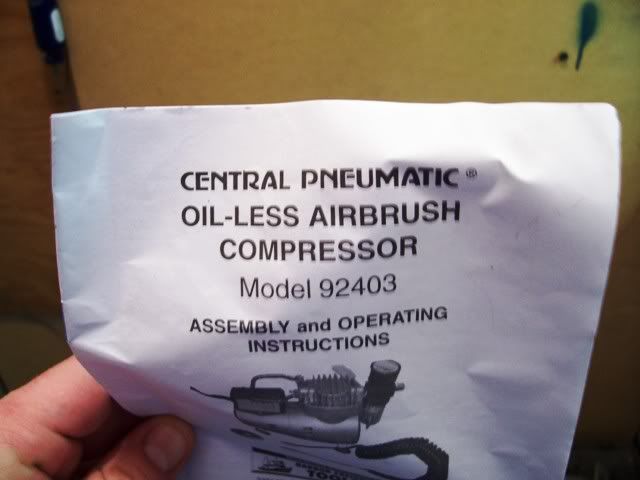 CENTRAL PNEUMATIC®
OIL-LESS AIRBRUSH
COMPRESSOR
Model 92403
ASSEMBLY and OPERATING
INSTRUCTIONS